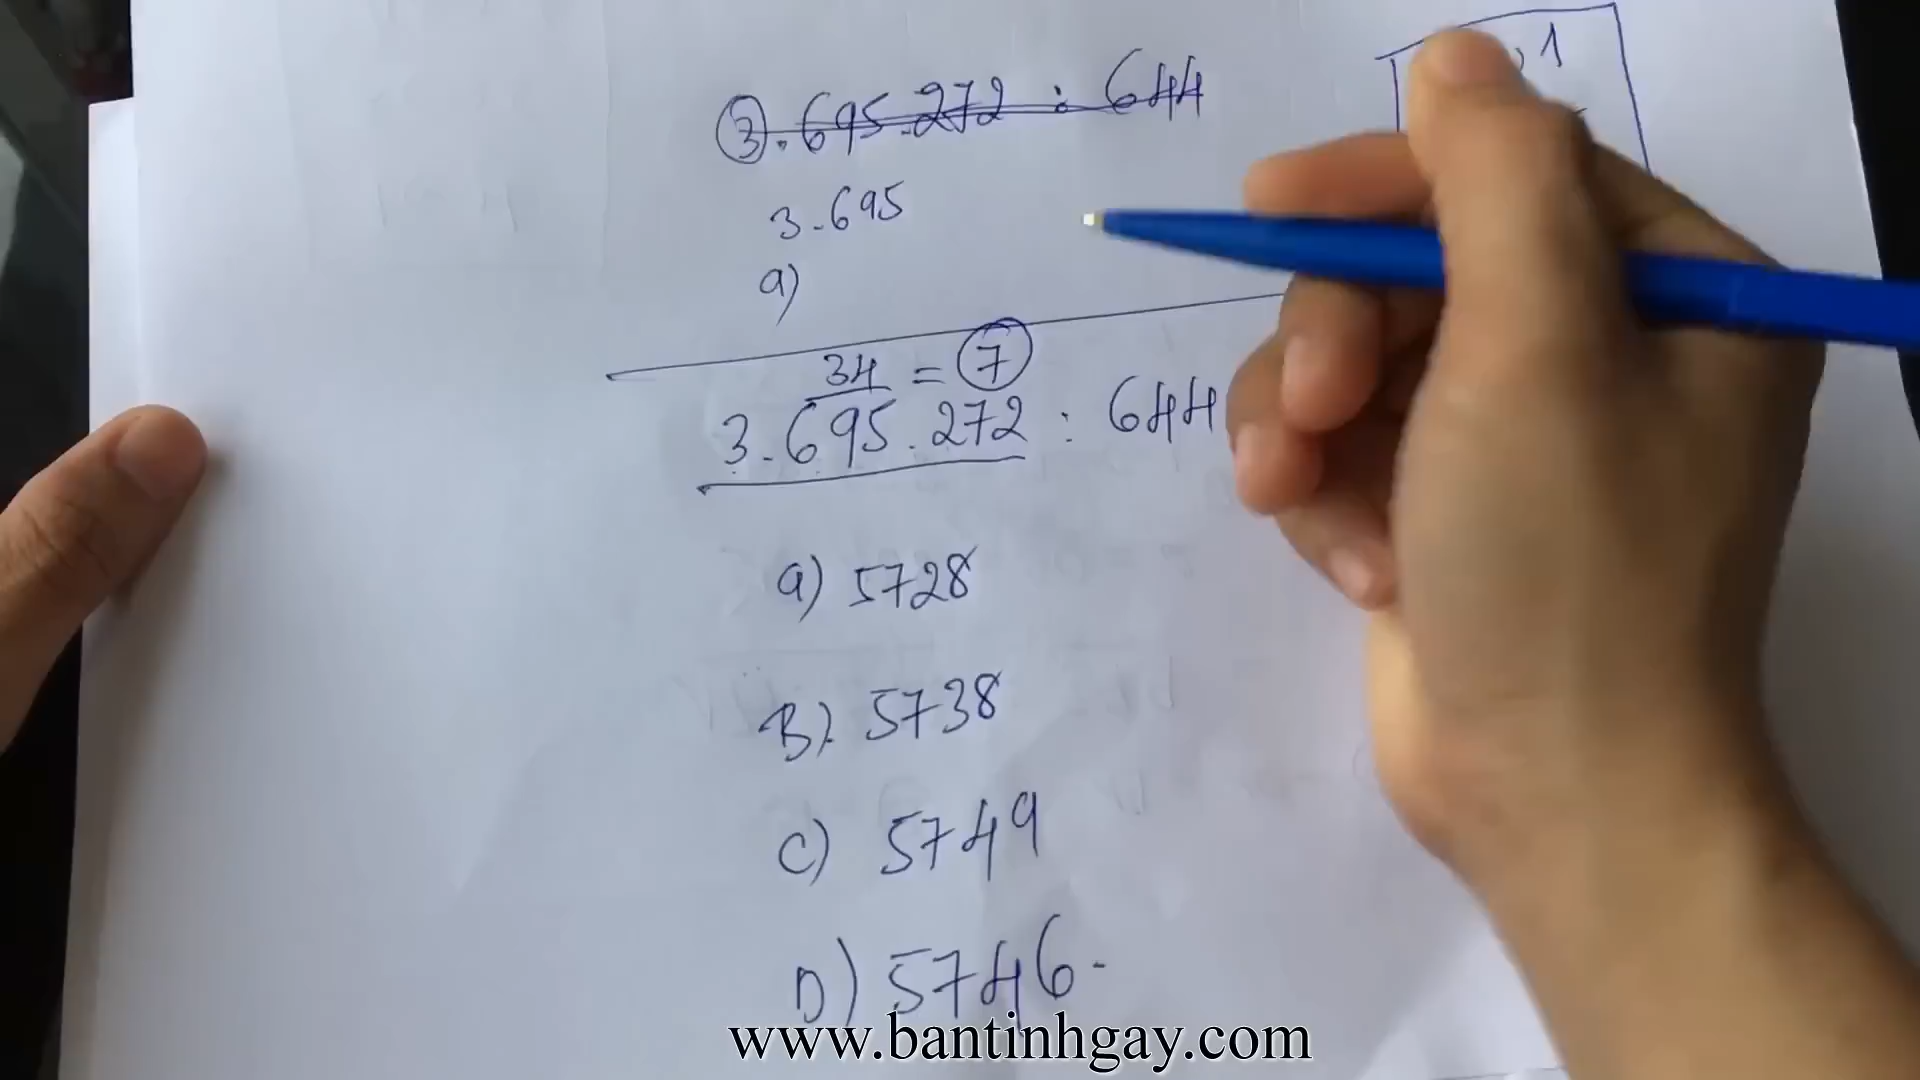 3.695.272 : 644
1
3.695
a)
34 = 7
3.695.272 : 644
a) 5728
B). 5738
C) 5749
D) 5746.
www.bantinhgay.com